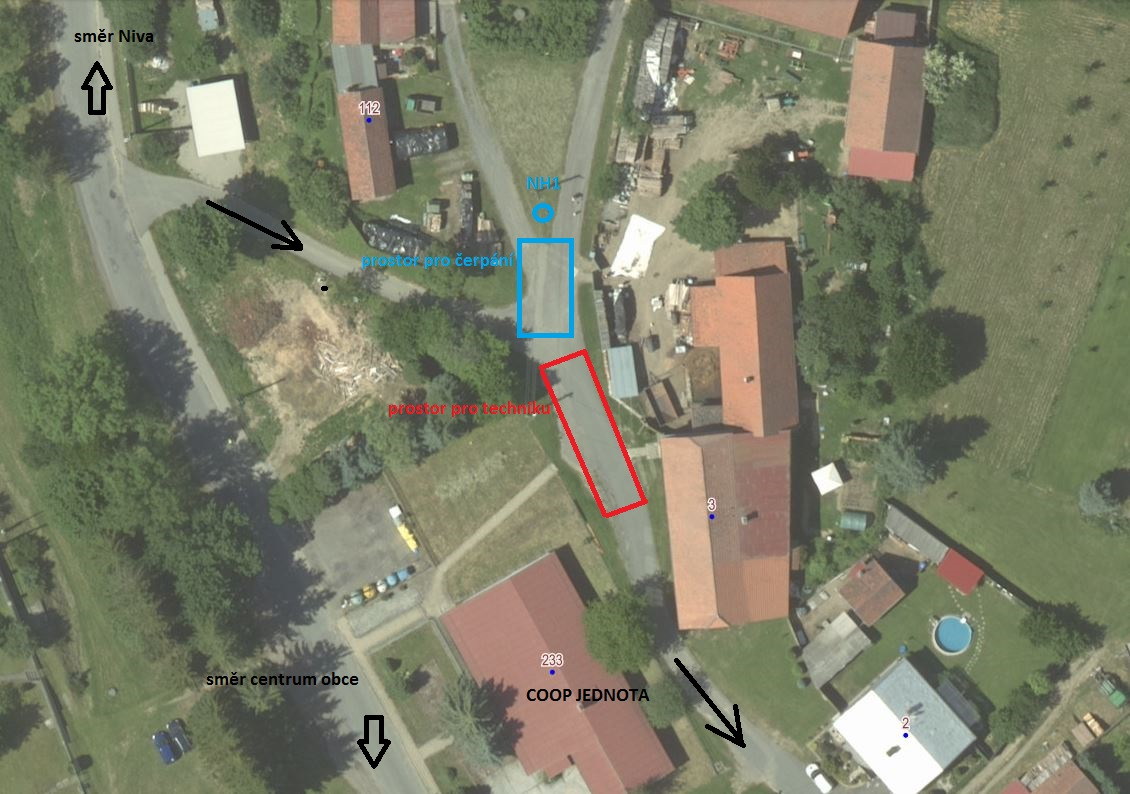 směr Niva
112
NH1
prostor pro čerpání
prostor pro techniku
3
233
směr centrum obce
COOP JEDNOTA
2